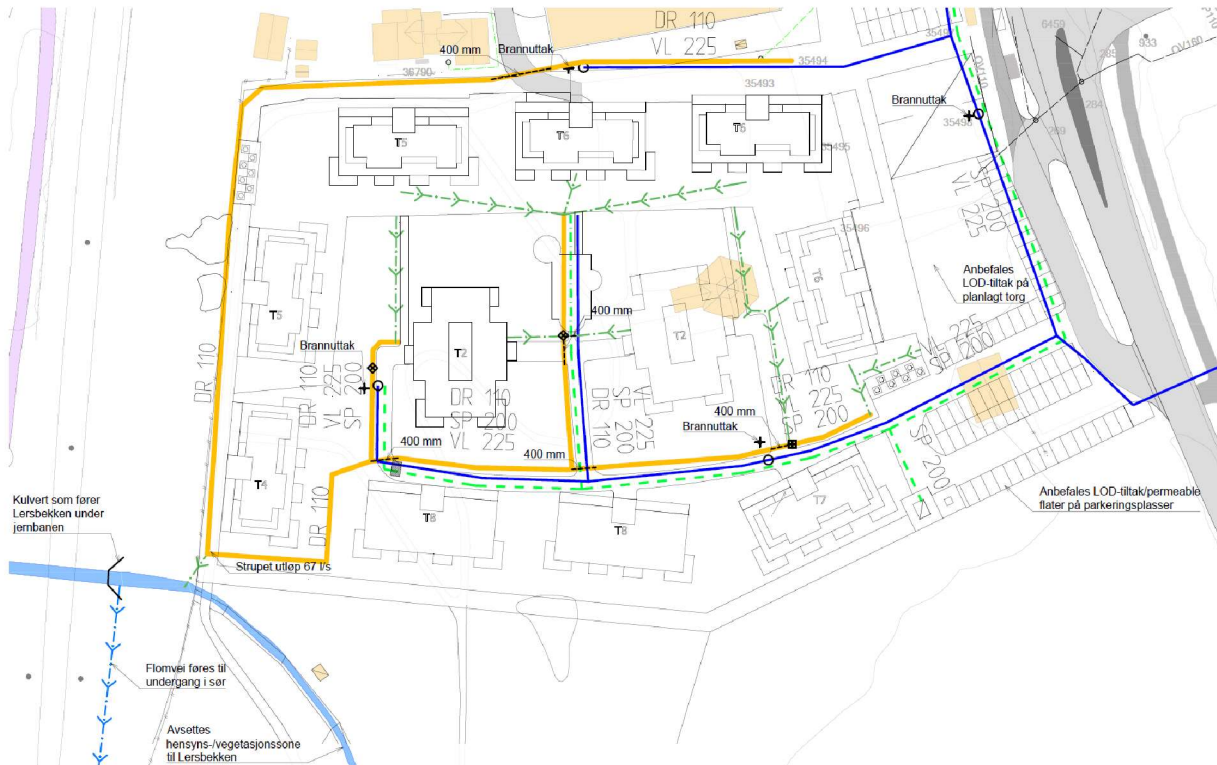 DR 110
VL 225
400 mm
Brannuttak
36790
35494
35493
6459
QV110
OV160
Brannuttak
284
269
35495
T5
T6
T6
35496
SP 200
VL 225
Anbefales
LOD-tiltak på
planlagt torg
T5
T6
400 mm
T2
T2
Brannuttak
DR 110
DR 110
VL 225
SP 200
DR 110
SP 200
VL 225
DR 110
SP 200
225
225
SP 200
400 mm
Brannuttak
400 mm
400 mm
SP 200
T4
DR 110
T8
T8
T7
Kulvert som fører
Lersbekken under
jernbanen
Anbefales LOD-tiltak/permeable
flater på parkeringsplasser
Strupet utløp 67 l/s
Flomvei føres til
undergang i sør
Avsettes
hensyns-/vegetasjonssone
til Lersbekken